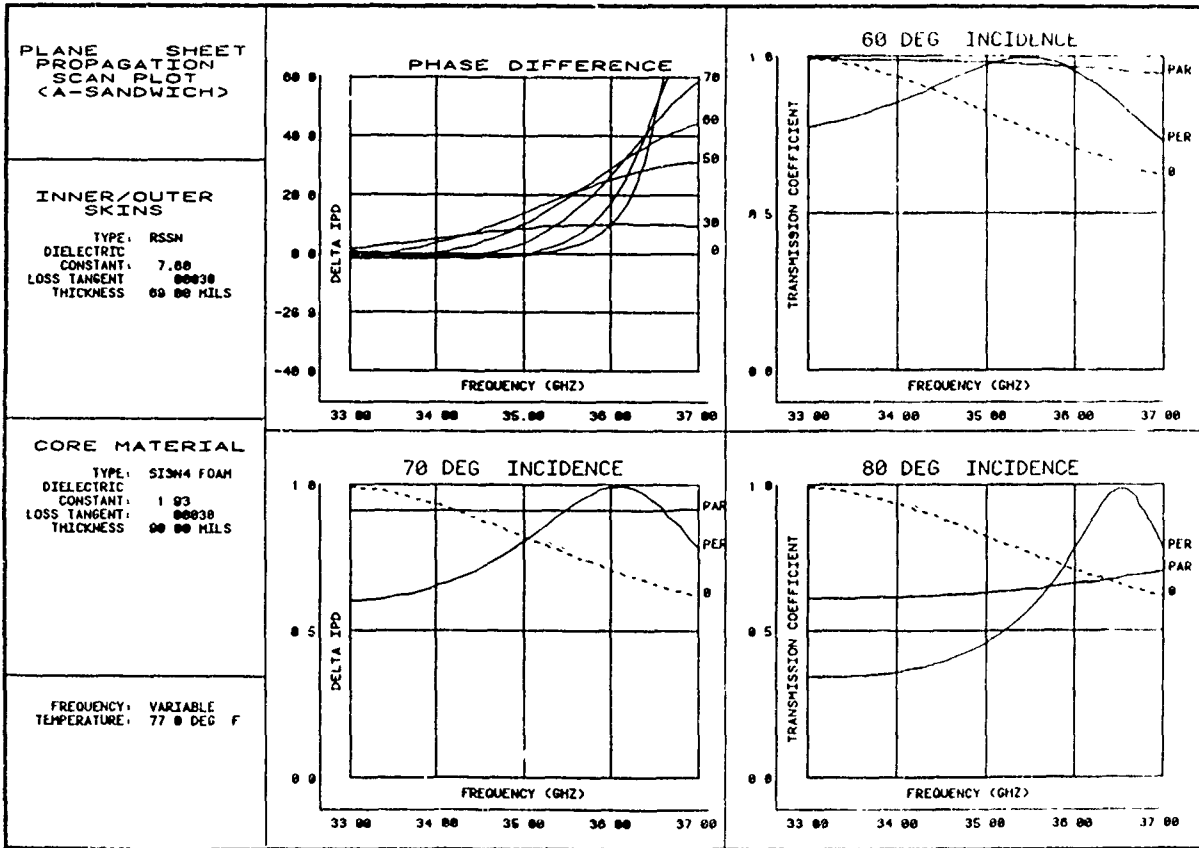 PLANE SHEET
PROPAGATION
SCAN PLOT
<A-SANDWICH>
INNER/OUTER
SKINS
TYPE: RSSN
DIELECTRIC
CONSTANT: 7.60
LOSS TANGENT 00030
THICKNESS 69 00 MILS
CORE MATERIAL
TYPE: SI3N4 FOAM
DIELECTRIC
CONSTANT: 1 93
LOSS TANGENT: 00030
THICKNESS 90 00 MILS
FREQUENCY: VARIABLE
TEMPERATURE: 77 0 DEG F
PHASE DIFFERENCE
60 0
40 0
20 0
0 0
-20 0
-40 0
DELTA IPD
70
60
50
30
0
FREQUENCY (GHZ)
33 00 34 00 35.00 36 00 37 00
60 DEG INCIDENCE
1 0
0 5
0 0
TRANSMISSION COEFFICIENT
PAR
PER
0
FREQUENCY (GHZ)
33 00 34 00 35 00 36 00 37 00
70 DEG INCIDENCE
1 0
0 5
0 0
DELTA IPD
PAR
PER
0
FREQUENCY (GHZ)
33 00 34 00 35 00 36 00 37 00
80 DEG INCIDENCE
1 0
0 5
0 0
TRANSMISSION COEFFICIENT
PER
PAR
0
FREQUENCY (GHZ)
33 00 34 00 35 00 36 00 37 00